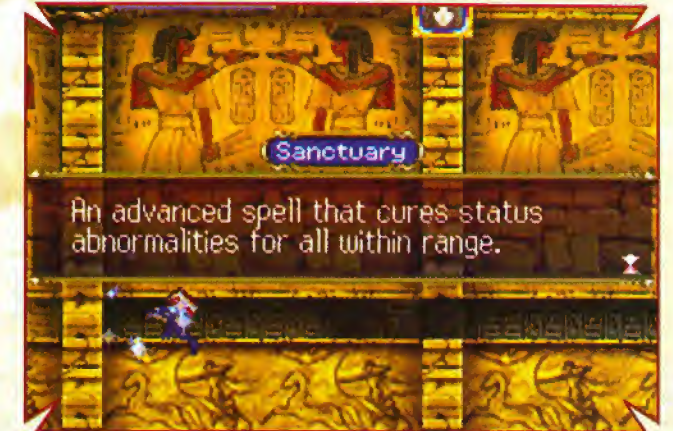 Sanctuary
An advanced spell that cures status
abnormalities for all within range.